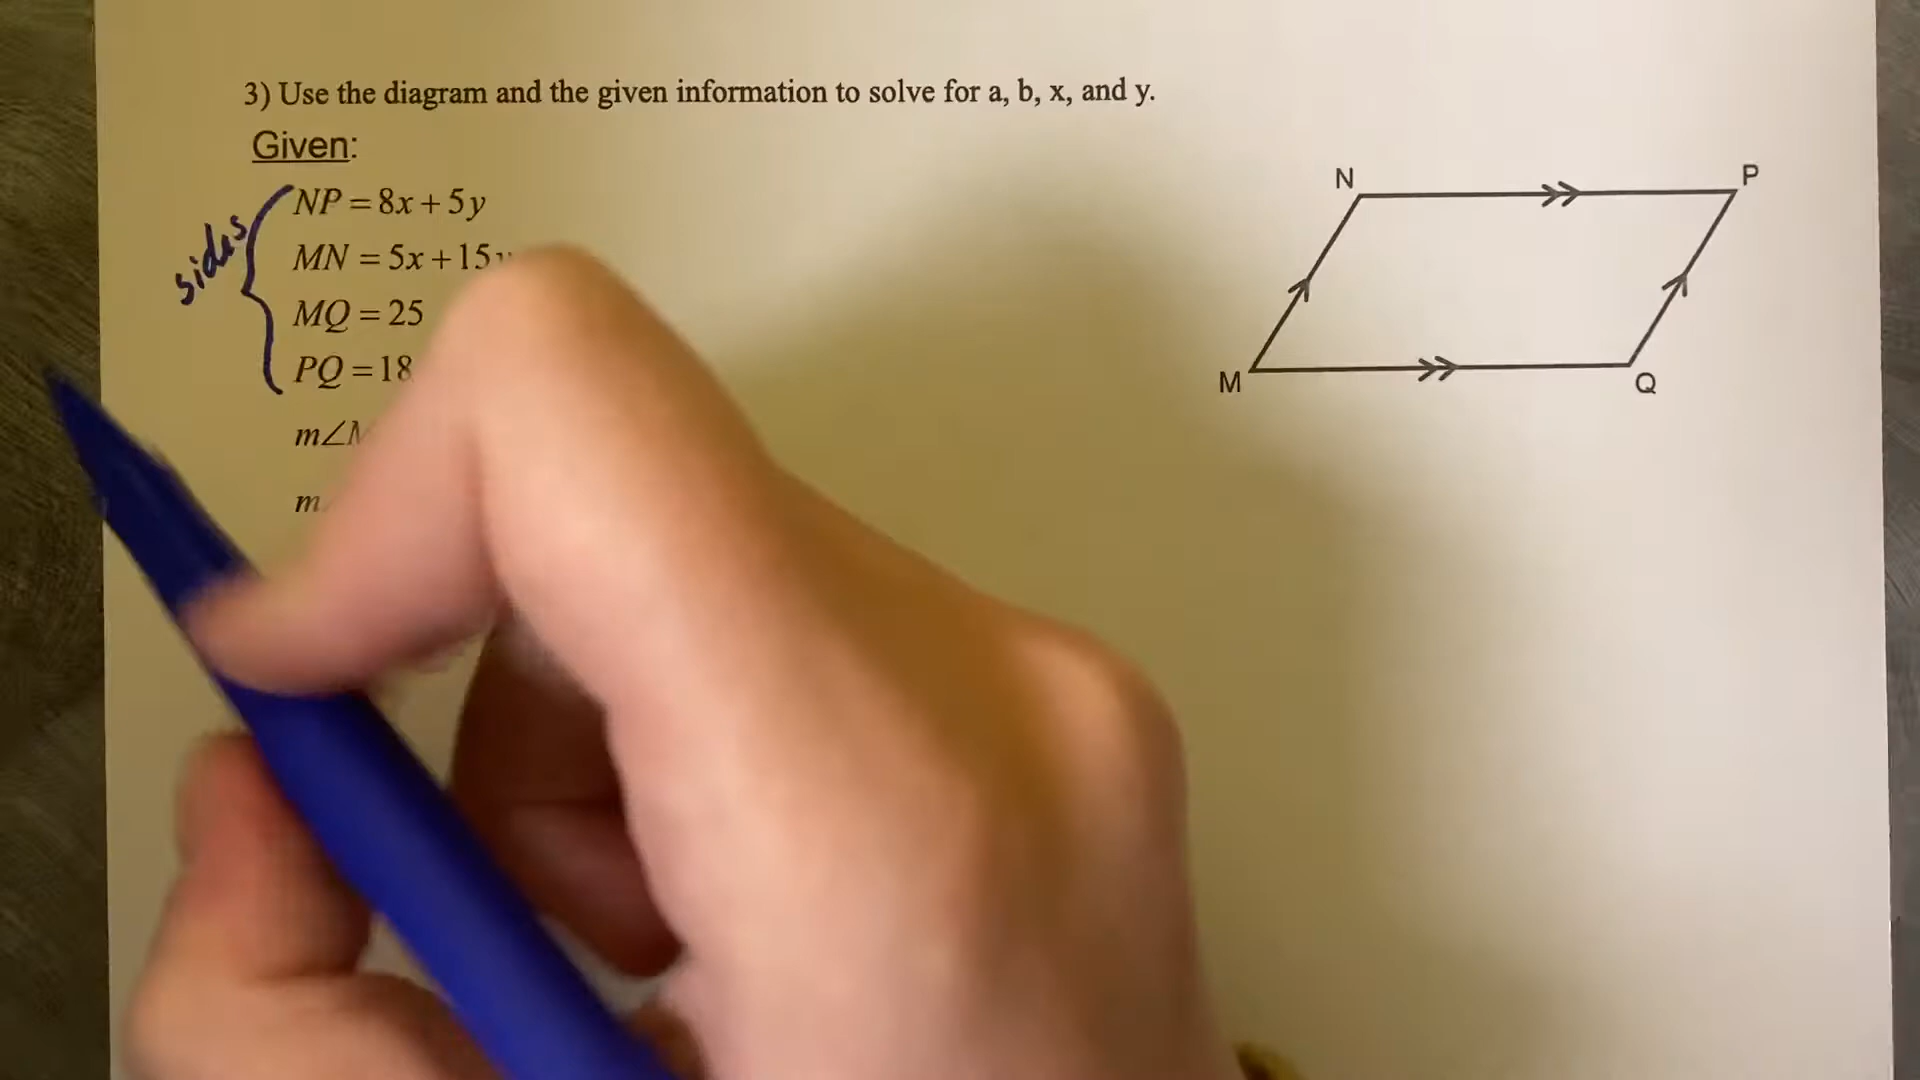 3) Use the diagram and the given information to solve for a, b, x, and y.
Given:
sides
NP = 8x + 5y
MN = 5x + 15
MQ = 25
PQ = 18
m∠
m
N
P
M
Q